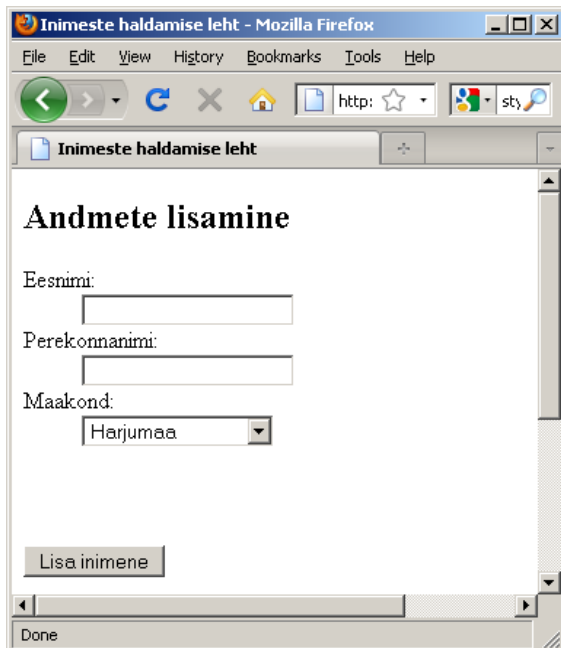 Inimeste haldamise leht - Mozilla Firefox
File Edit View History Bookmarks Tools Help
http: sty
Inimeste haldamise leht
Andmete lisamine
Eesnimi:
Perekonnanimi:
Maakond:
Harjumaa
Lisa inimene
Done